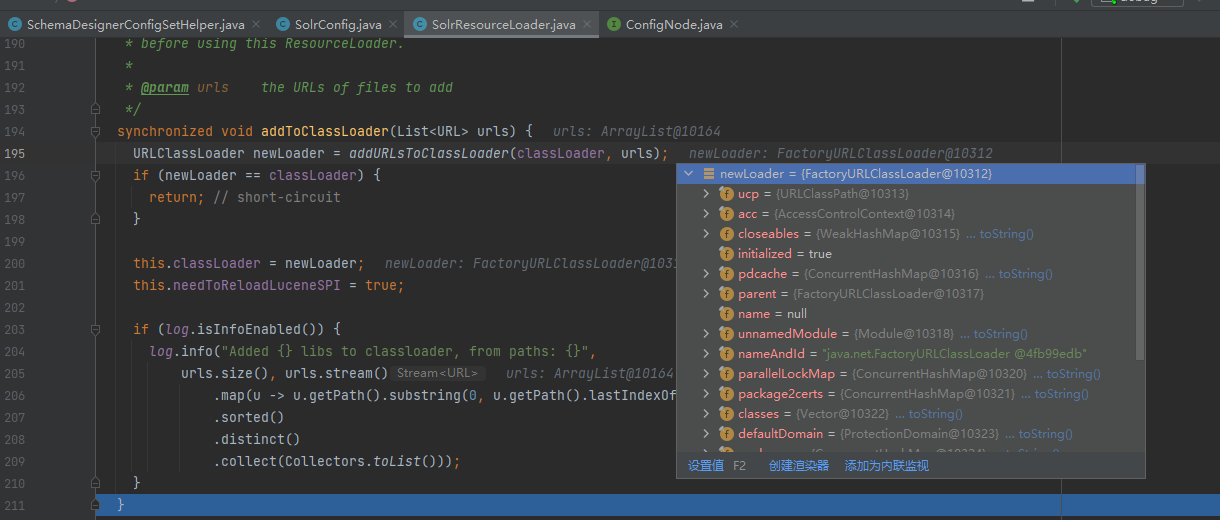 SchemaDesignerConfigSetHelper.java × SolrConfig.java × SolrResourceLoader.java × ConfigNode.java ×
190 * before using this ResourceLoader.
191 *
192 * @param urls the URLs of files to add
193 */
194 synchronized void addToClassLoader(List<URL> urls) { urls: ArrayList@10164
195 URLClassLoader newLoader = addURLsToClassLoader(classLoader, urls); newLoader: FactoryURLClassLoader@10312
196 if (newLoader == classLoader) {
197 return; // short-circuit
198 }
199
200 this.classLoader = newLoader; newLoader: FactoryURLClassLoader@1031
201 this.needToReloadLuceneSPI = true;
202
203 if (log.isInfoEnabled()) {
204 log.info("Added {} libs to classloader, from paths: {}",
205 urls.size(), urls.stream() Stream<URL> urls: ArrayList@10164
206 .map(u -> u.getPath().substring(0, u.getPath().lastIndexOf
207 .sorted()
208 .distinct()
209 .collect(Collectors.toList()));
210 }
211 }
newLoader = {FactoryURLClassLoader@10312}
ucp = {URLClassPath@10313}
acc = {AccessControlContext@10314}
closeables = {WeakHashMap@10315} ... toString()
initialized = true
pdcache = {ConcurrentHashMap@10316} ... toString()
parent = {FactoryURLClassLoader@10317}
name = null
unnamedModule = {Module@10318} ... toString()
nameAndId = "java.net.FactoryURLClassLoader @4fb99edb"
parallelLockMap = {ConcurrentHashMap@10320} ... toString()
package2certs = {ConcurrentHashMap@10321} ... toString()
classes = {Vector@10322} ... toString()
defaultDomain = {ProtectionDomain@10323} ... toString()
设置值 F2 创建渲染器 添加为内联监视